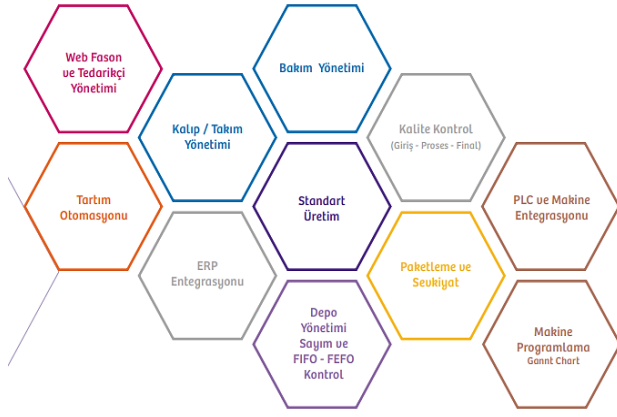 Web Fason
ve Tedarikçi
Yönetimi
Bakım Yönetimi
Kalıp / Takım
Yönetimi
Kalite Kontrol
(Giriş - Proses - Final)
Tartım
Otomasyonu
Standart
Üretim
PLC ve Makine
Entegrasyonu
ERP
Entegrasyonu
Paketleme ve
Sevkiyat
Depo
Yönetimi
Sayım ve
FIFO - FEFO
Kontrol
Makine
Programlama
Gannt Chart